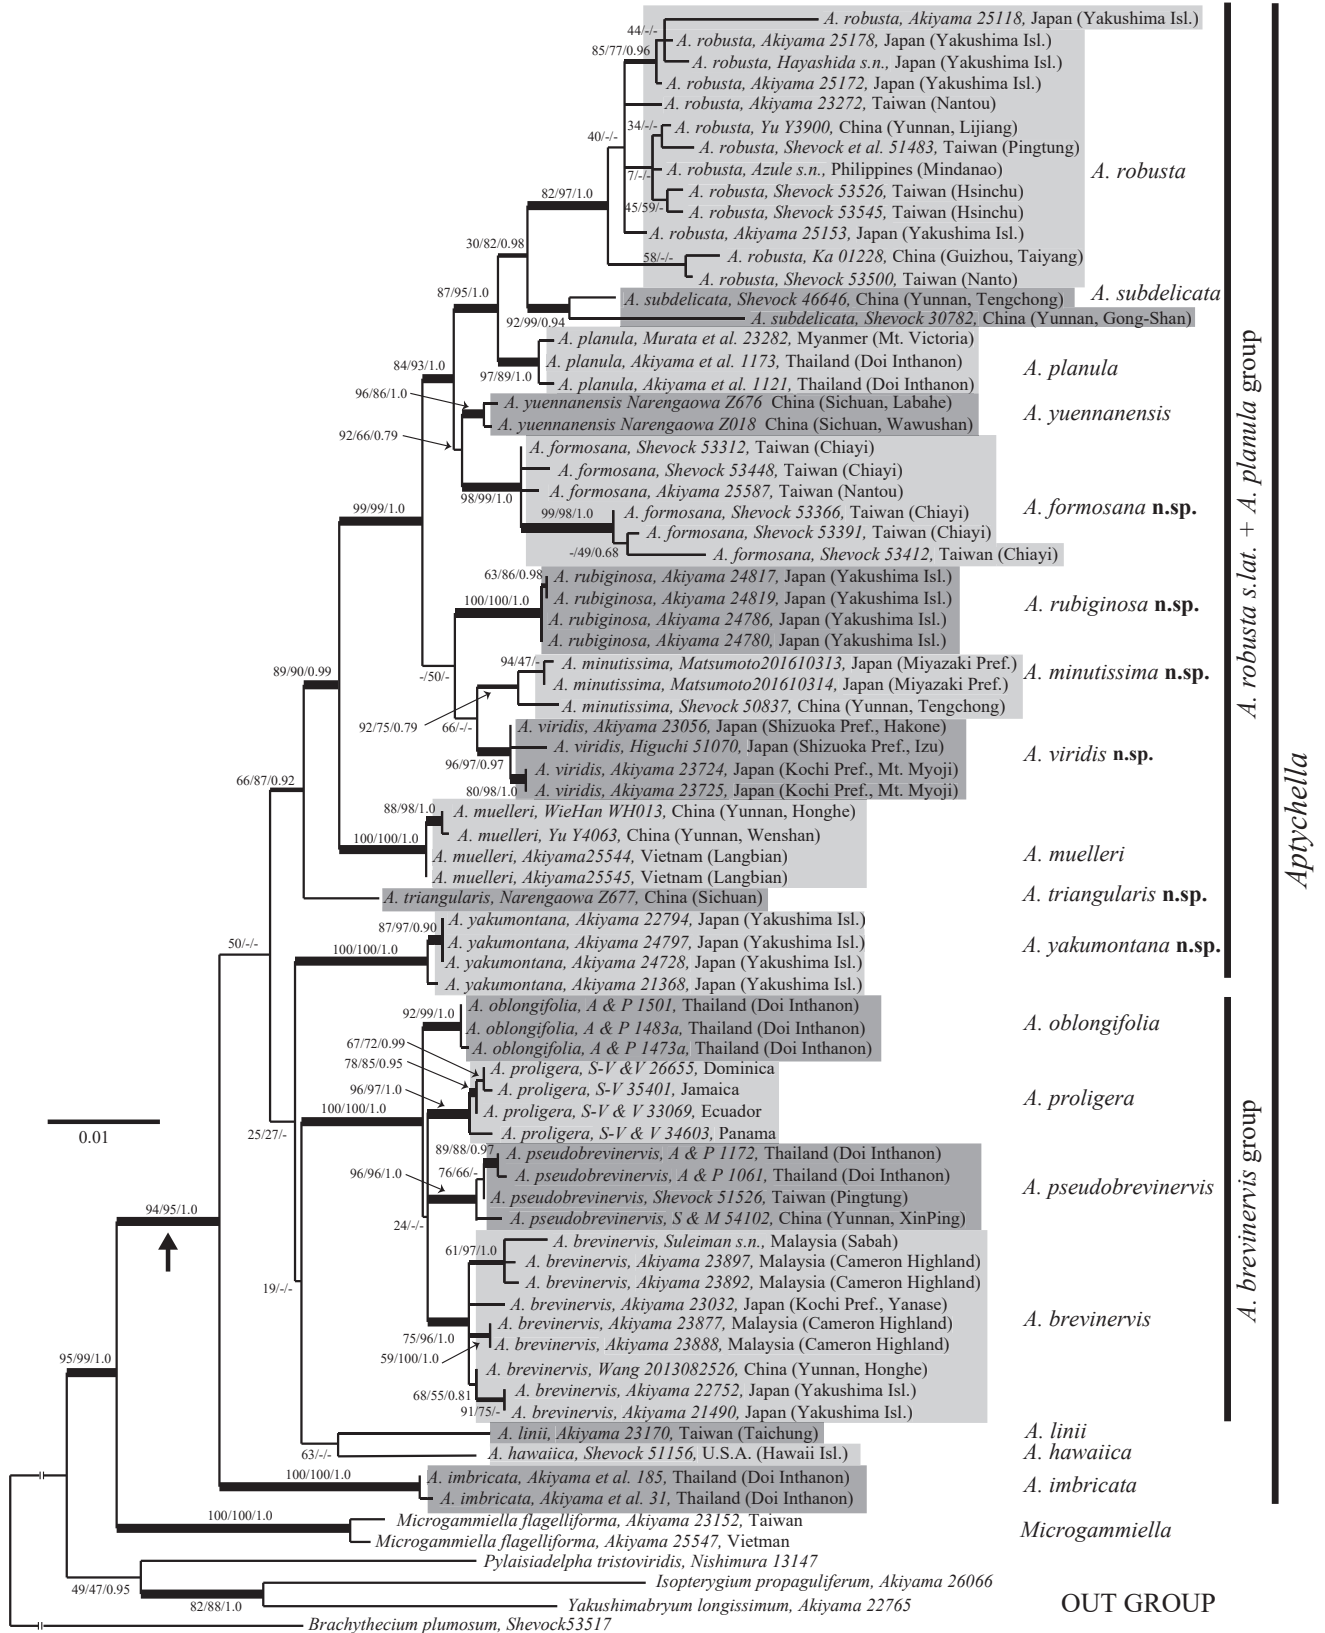 A. robusta, Akiyama 25118, Japan (Yakushima Isl.)
44/-/-
A. robusta, Akiyama 25178, Japan (Yakushima Isl.)
85/77/0.96
A. robusta, Hayashida s.n., Japan (Yakushima Isl.)
A. robusta, Akiyama 25172, Japan (Yakushima Isl.)
A. robusta, Akiyama 23272, Taiwan (Nantou)
34/-/-
A. robusta, Yu Y3900, China (Yunnan, Lijiang)
40/-/-
A. robusta, Shevock et al. 51483, Taiwan (Pingtung)
A. robusta, Azule s.n., Philippines (Mindanao)
A. robusta
7/-/-
A. robusta, Shevock 53526, Taiwan (Hsinchu)
82/97/1.0
45/59/-
A. robusta, Shevock 53545, Taiwan (Hsinchu)
A. robusta, Akiyama 25153, Japan (Yakushima Isl.)
30/82/0.98
58/-/-
A. robusta, Ka 01228, China (Guizhou, Taiyang)
A. robusta, Shevock 53500, Taiwan (Nanto)
87/95/1.0
A. subdelicata, Shevock 46646, China (Yunnan, Tengchong)
A. subdelicata
92/99/0.94
A. subdelicata, Shevock 30782, China (Yunnan, Gong-Shan)
A. planula, Murata et al. 23282, Myanmer (Mt. Victoria)
84/93/1.0
A. planula, Akiyama et al. 1173, Thailand (Doi Inthanon)
A. planula
97/89/1.0
A. planula, Akiyama et al. 1121, Thailand (Doi Inthanon)
96/86/1.0
A. yuennanensis Narengaowa Z676 China (Sichuan, Labahe)
A. yuennanensis
A. yuennanensis Narengaowa Z018 China (Sichuan, Wawushan)
92/66/0.79
A. formosana, Shevock 53312, Taiwan (Chiayi)
A. formosana, Shevock 53448, Taiwan (Chiayi)
98/99/1.0
A. formosana, Akiyama 25587, Taiwan (Nantou)
99/99/1.0
99/98/1.0
A. formosana, Shevock 53366, Taiwan (Chiayi)
A. formosana n.sp.
A. formosana, Shevock 53391, Taiwan (Chiayi)
-/49/0.68
A. formosana, Shevock 53412, Taiwan (Chiayi)
63/86/0.98
A. rubiginosa, Akiyama 24817, Japan (Yakushima Isl.)
100/100/1.0
A. rubiginosa, Akiyama 24819, Japan (Yakushima Isl.)
A. rubiginosa n.sp.
A. rubiginosa, Akiyama 24786, Japan (Yakushima Isl.)
A. rubiginosa, Akiyama 24780, Japan (Yakushima Isl.)
89/90/0.99
-/50/-
94/47/-
A. minutissima, Matsumoto201610313, Japan (Miyazaki Pref.)
A. minutissima n.sp.
A. minutissima, Matsumoto201610314, Japan (Miyazaki Pref.)
A. minutissima, Shevock 50837, China (Yunnan, Tengchong)
92/75/0.79
66/-/-
A. viridis, Akiyama 23056, Japan (Shizuoka Pref., Hakone)
A. viridis, Higuchi 51070, Japan (Shizuoka Pref., Izu)
A. viridis n.sp.
96/97/0.97
A. viridis, Akiyama 23724, Japan (Kochi Pref., Mt. Myoji)
66/87/0.92
80/98/1.0
A. viridis, Akiyama 23725, Japan (Kochi Pref., Mt. Myoji)
88/98/1.0
A. muelleri, WieHan WH013, China (Yunnan, Honghe)
100/100/1.0
A. muelleri, Yu Y4063, China (Yunnan, Wenshan)
A. muelleri, Akiyama25544, Vietnam (Langbian)
A. muelleri
A. muelleri, Akiyama25545, Vietnam (Langbian)
A. triangularis, Narengaowa Z677, China (Sichuan)
A. triangularis n.sp.
87/97/0.90
A. yakumontana, Akiyama 22794, Japan (Yakushima Isl.)
50/-/-
100/100/1.0
A. yakumontana, Akiyama 24797, Japan (Yakushima Isl.)
A. yakumontana n.sp.
A. yakumontana, Akiyama 24728, Japan (Yakushima Isl.)
A. yakumontana, Akiyama 21368, Japan (Yakushima Isl.)
A. robusta s.lat. + A. planula group
Aptychella
92/99/1.0
A. oblongifolia, A & P 1501, Thailand (Doi Inthanon)
A. oblongifolia, A & P 1483a, Thailand (Doi Inthanon)
A. oblongifolia
A. oblongifolia, A & P 1473a, Thailand (Doi Inthanon)
67/72/0.99
78/85/0.95
A. proligera, S-V &V 26655, Dominica
96/97/1.0
A. proligera, S-V 35401, Jamaica
A. proligera
100/100/1.0
A. proligera, S-V & V 33069, Ecuador
A. proligera, S-V & V 34603, Panama
0.01
25/27/-
89/88/0.97
A. pseudobrevinervis, A & P 1172, Thailand (Doi Inthanon)
96/96/1.0
76/66/-
A. pseudobrevinervis, A & P 1061, Thailand (Doi Inthanon)
A. pseudobrevinervis, Shevock 51526, Taiwan (Pingtung)
A. pseudobrevinervis
94/95/1.0
24/-/-
A. pseudobrevinervis, S & M 54102, China (Yunnan, XinPing)
61/97/1.0
A. brevinervis, Suleiman s.n., Malaysia (Sabah)
A. brevinervis, Akiyama 23897, Malaysia (Cameron Highland)
19/-/-
A. brevinervis, Akiyama 23892, Malaysia (Cameron Highland)
A. brevinervis, Akiyama 23032, Japan (Kochi Pref., Yanase)
A. brevinervis, Akiyama 23877, Malaysia (Cameron Highland)
A. brevinervis
75/96/1.0
A. brevinervis, Akiyama 23888, Malaysia (Cameron Highland)
95/99/1.0
59/100/1.0
A. brevinervis, Wang 2013082526, China (Yunnan, Honghe)
68/55/0.81
A. brevinervis, Akiyama 22752, Japan (Yakushima Isl.)
91/75/-
A. brevinervis, Akiyama 21490, Japan (Yakushima Isl.)
A. brevinervis group
A. linii, Akiyama 23170, Taiwan (Taichung)
A. linii
63/-/-
A. hawaiica, Shevock 51156, U.S.A. (Hawaii Isl.)
A. hawaiica
100/100/1.0
A. imbricata, Akiyama et al. 185, Thailand (Doi Inthanon)
A. imbricata
A. imbricata, Akiyama et al. 31, Thailand (Doi Inthanon)
100/100/1.0
Microgammiella flagelliforma, Akiyama 23152, Taiwan
Microgammiella
Microgammiella flagelliforma, Akiyama 25547, Vietman
Pylaisiadelpha tristoviridis, Nishimura 13147
49/47/0.95
Isopterygium propaguliferum, Akiyama 26066
82/88/1.0
Yakushimabryum longissimum, Akiyama 22765
OUT GROUP
Brachythecium plumosum, Shevock53517